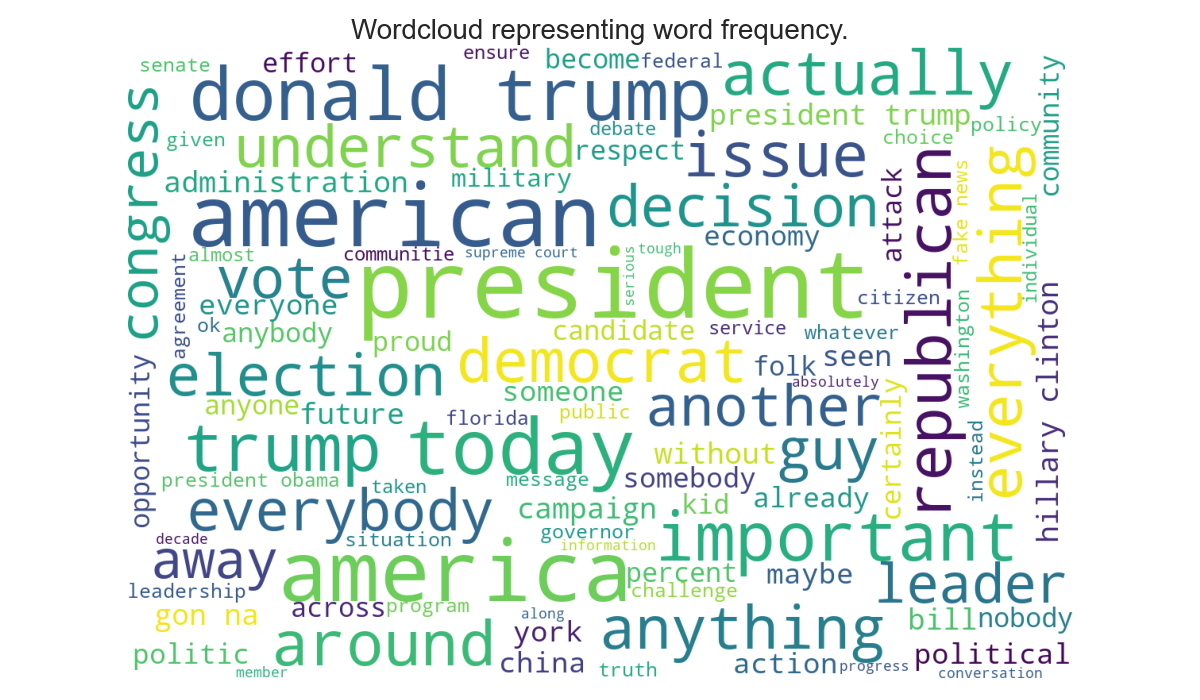 Wordcloud representing word frequency.
senate
effort
ensure
become
federal
actually
community
donald trump
president trump
policy
congress
given
understand
debate
respect
issue
choice
administration
military
american
decision
attack
republican
fake news
everything
individual
economy
almost
communitie
supreme court
serious
tough
vote
president
agreement
everyone
citizen
ok
anybody
proud
candidate
service
whatever
washington
hillary clinton
election
democrat
folk
seen
absolutely
opportunity
anyone
future
someone
florida
public
another
certainly
trump
today
without
guy
instead
president obama
taken
message
somebody
already
everybody
campaign
kid
decade
situation
governor
information
important
away
america
percent
maybe
leader
leadership
challenge
gon na
across
program
along
around
york
anything
bill
nobody
politic
china
truth
action
progress
political
member
conversation